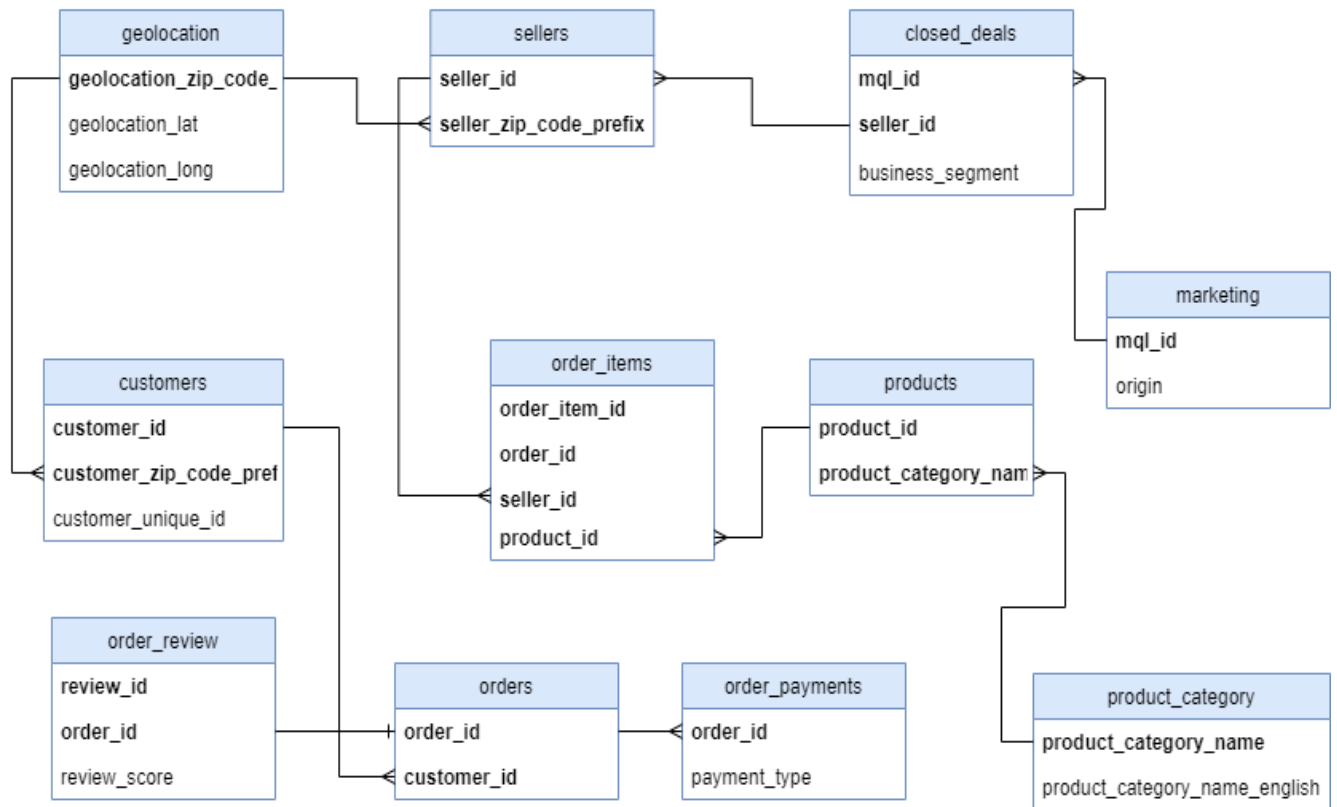 geolocation
geolocation_zip_code_
geolocation_lat
geolocation_long
sellers
seller_id
seller_zip_code_prefix
closed_deals
mql_id
seller_id
business_segment
marketing
mql_id
origin
customers
customer_id
customer_zip_code_pref
customer_unique_id
order_items
order_item_id
order_id
seller_id
product_id
products
product_id
product_category_nam
order_review
review_id
order_id
review_score
orders
order_id
customer_id
order_payments
order_id
payment_type
product_category
product_category_name
product_category_name_english